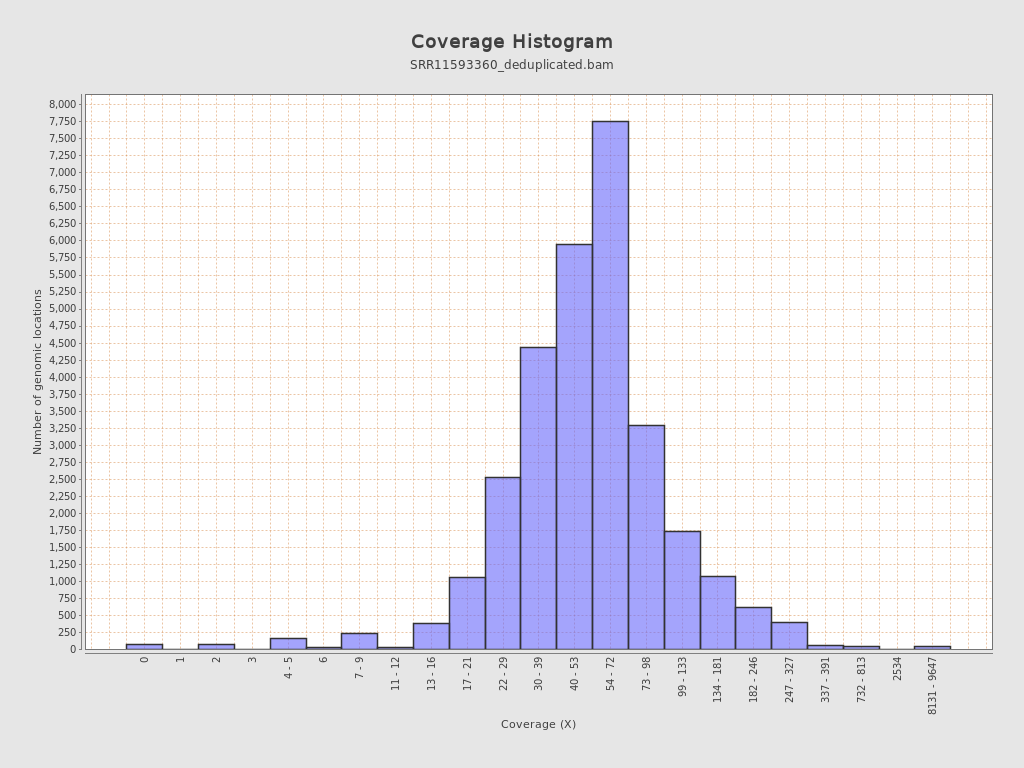 Coverage Histogram
SRR11593360_deduplicated.bam
Number of genomic locations
8,000
7,750
7,500
7,250
7,000
6,750
6,500
6,250
6,000
5,750
5,500
5,250
5,000
4,750
4,500
4,250
4,000
3,750
3,500
3,250
3,000
2,750
2,500
2,250
2,000
1,750
1,500
1,250
1,000
750
500
250
0
0
1
2
3
4 - 5
6
7 - 9
11 - 12
13 - 16
17 - 21
22 - 29
30 - 39
40 - 53
54 - 72
73 - 98
99 - 133
134 - 181
182 - 246
247 - 327
337 - 391
732 - 813
2534
8131 - 9647
Coverage (X)